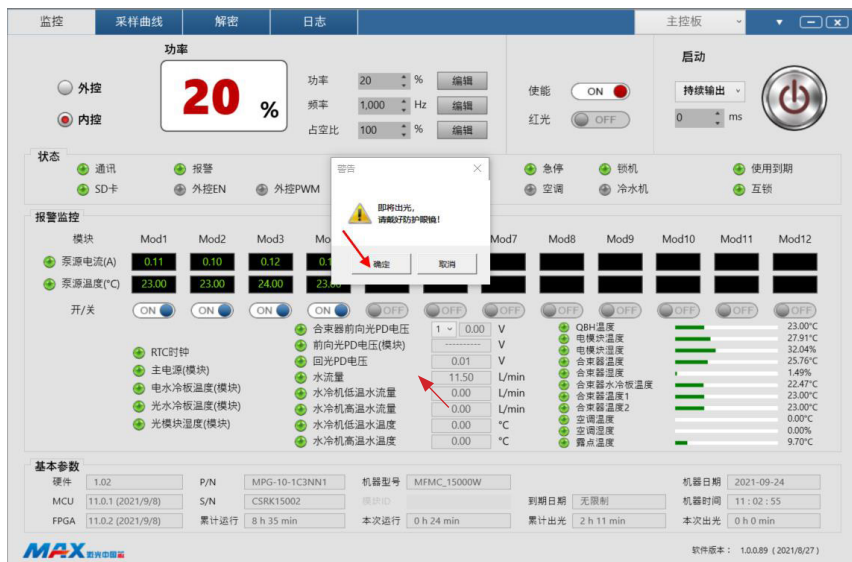 监控 采样曲线 解密 日志 主控板
功率 启动
外控 20 % 功率 20 % 编辑 使能 ON 持续输出
内控 频率 1,000 Hz 编辑 红光 OFF 0 ms
占空比 100 % 编辑
状态
通讯 报警 急停 锁机 使用到期
SD卡 外控EN 外控PWM 空调 冷水机 互锁
警告
即将出光,
请戴好防护眼镜!
确定 取消
报警监控
模块 Mod1 Mod2 Mod3 Mod7 Mod8 Mod9 Mod10 Mod11 Mod12
泵源电流(A) 0.11 0.10 0.12
泵源温度(°C) 23.00 23.00 24.00 23.00
开/关 ON ON ON ON OFF OFF OFF OFF OFF OFF OFF OFF
RTC时钟
主电源(模块)
电水冷板温度(模块)
光水冷板温度(模块)
光模块湿度(模块)
合束器前向光PD电压 1 0.00 V
前向光PD电压(模块) ---------- V
回光PD电压 0.01 V
水流量 11.50 L/min
水冷机低温水流量 0.00 L/min
水冷机高温水流量 0.00 L/min
水冷机低温水温度 0.00 °C
水冷机高温水温度 0.00 °C
QBH温度 23.00°C
电模块温度 27.91°C
电模块湿度 32.04%
合束器温度 25.76°C
合束器湿度 1.49%
合束器水冷板温度 22.47°C
合束器温度1 23.00°C
合束器温度2 23.00°C
空调温度 0.00°C
空调湿度 0.00%
露点温度 9.70°C
基本参数
硬件 1.02 P/N MPG-10-1C3NN1 机器型号 MFMC_15000W 机器日期 2021-09-24
MCU 11.0.1 (2021/9/8) S/N CSRK15002 模块ID 到期日期 无限制 机器时间 11 : 02 : 55
FPGA 11.0.2 (2021/9/8) 累计运行 8 h 35 min 本次运行 0 h 24 min 累计出光 2 h 11 min 本次出光 0 h 0 min
MAX 激光中国芯 软件版本： 1.0.0.89 ( 2021/8/27 )